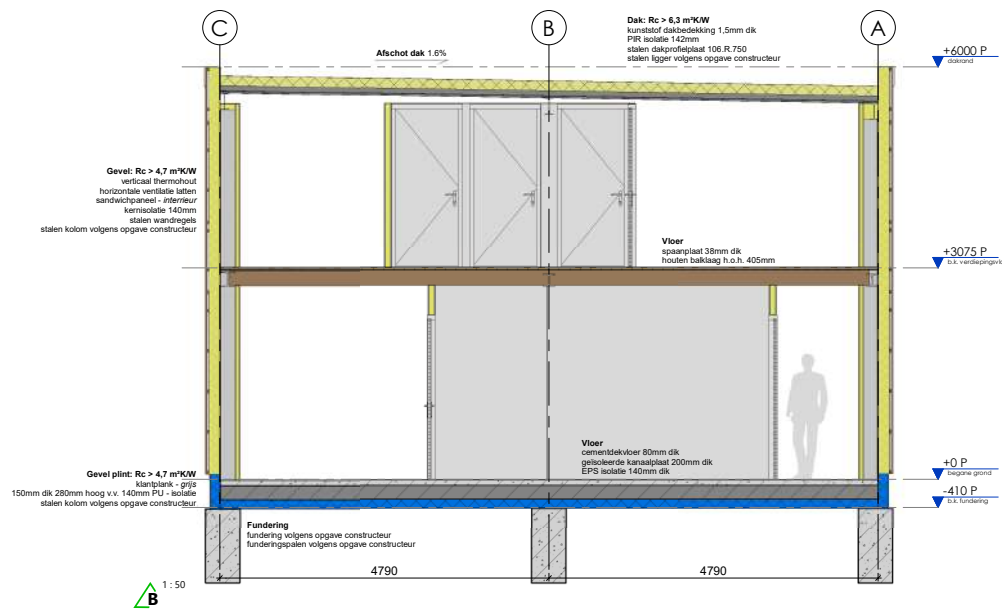 C
B
A
Dak: Rc > 6,3 m²K/W
kunststof dakbedekking 1,5mm dik
PIR isolatie 142mm
stalen dakprofielplaat 106.R.750
stalen ligger volgens opgave constructeur
Afschot dak 1.6%
+6000 P
dakrand
Gevel: Rc > 4,7 m²K/W
verticaal thermohout
horizontale ventilatie latten
sandwichpaneel - interrieur
kernisolatie 140mm
stalen wandregels
stalen kolom volgens opgave constructeur
Vloer
spaanplaat 38mm dik
houten balklaag h.o.h. 405mm
+3075 P
b.k. verdiepingsvlo
Vloer
cementdekvloer 80mm dik
geïsoleerde kanaalplaat 200mm dik
EPS isolatie 140mm dik
+0 P
begane grond
-410 P
b.k. fundering
Gevel plint: Rc > 4,7 m²K/W
klantplank - grijs
150mm dik 280mm hoog v.v. 140mm PU - isolatie
stalen kolom volgens opgave constructeur
Fundering
fundering volgens opgave constructeur
funderingspalen volgens opgave constructeur
4790
4790
1 : 50
B